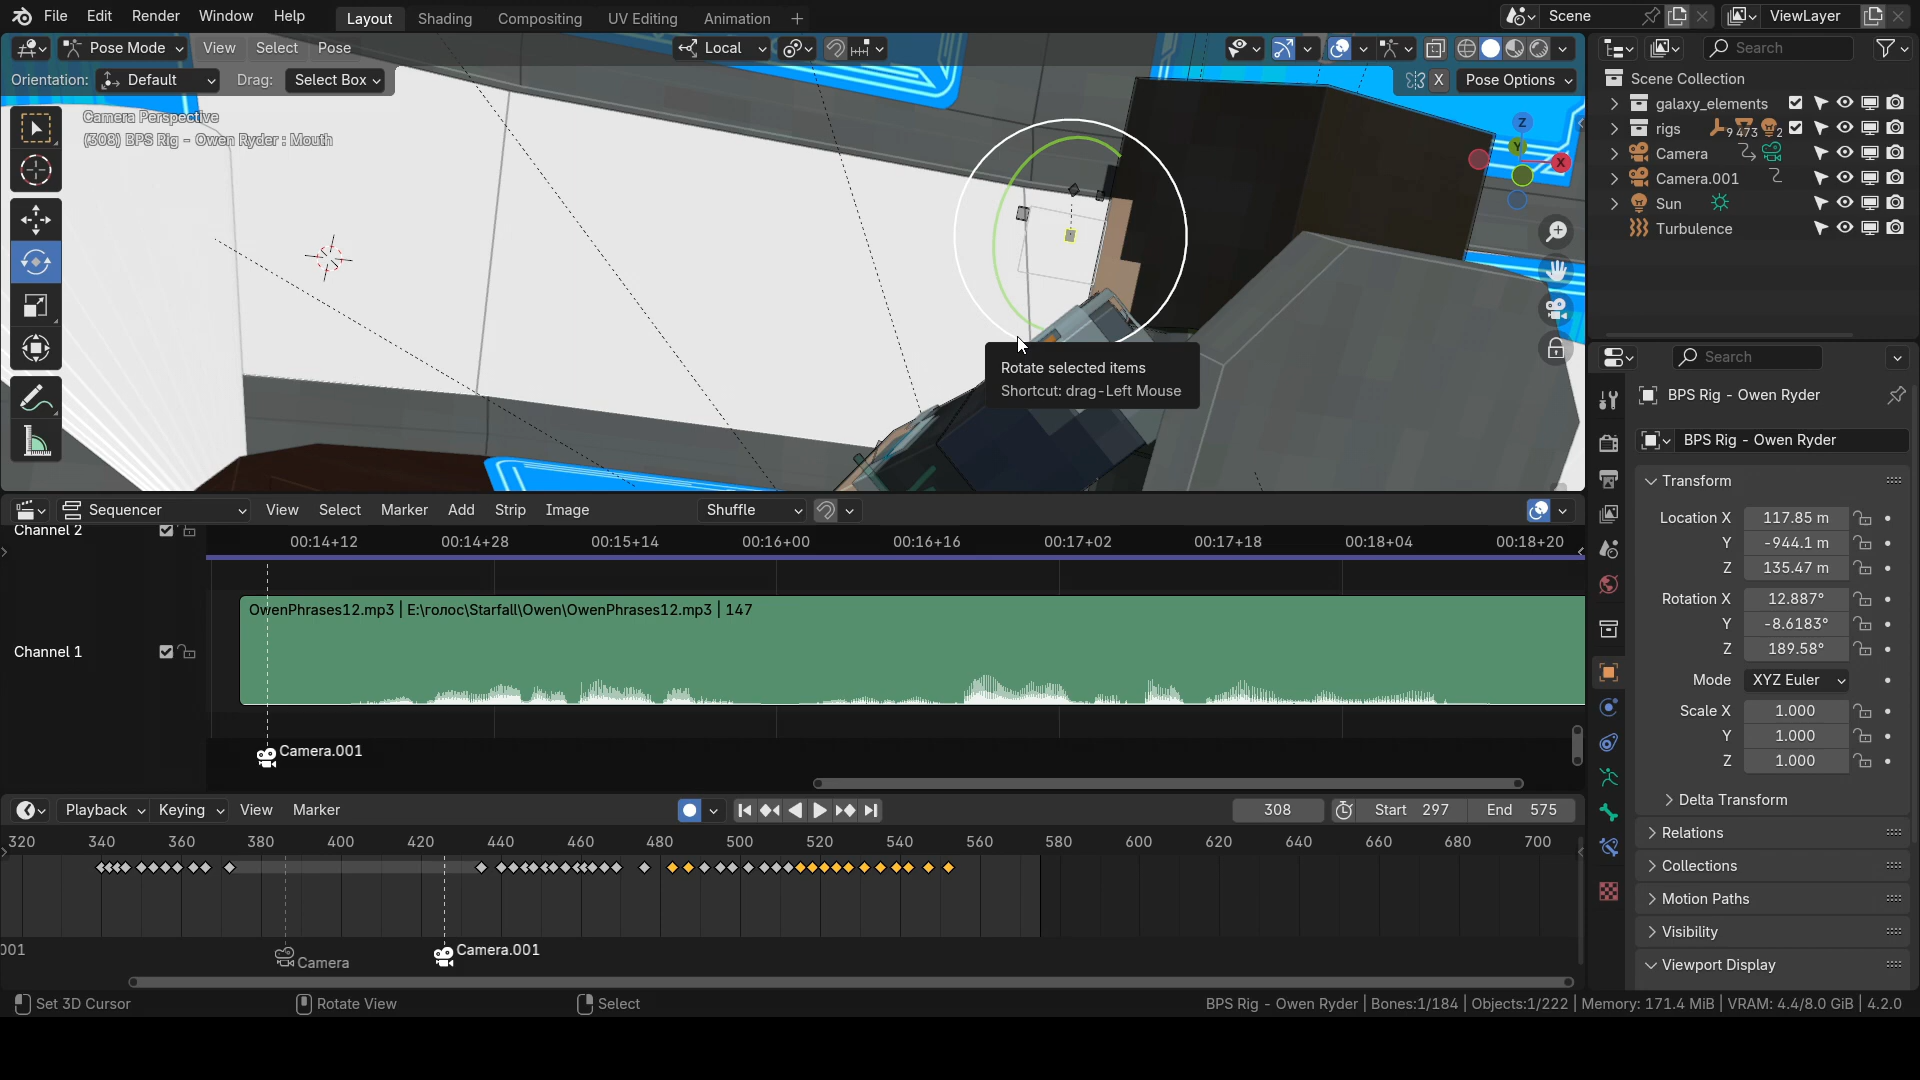 File Edit Render Window Help Layout Shading Compositing UV Editing Animation + Scene ViewLayer
Pose Mode View Select Pose Local Search
Orientation: Default Drag: Select Box X Pose Options
Camera Perspective
(308) BPS Rig - Owen Ryder : Mouth
Z
Y
X
Rotate selected items
Shortcut: drag-Left Mouse
Scene Collection
galaxy_elements
rigs 9 473 2
Camera
Camera.001
Sun
Turbulence
Search
BPS Rig - Owen Ryder
BPS Rig - Owen Ryder
Transform
Location X 117.85 m
Y -944.1 m
Z 135.47 m
Rotation X 12.887°
Y -8.6183°
Z 189.58°
Mode XYZ Euler
Scale X 1.000
Y 1.000
Z 1.000
Delta Transform
Relations
Collections
Motion Paths
Visibility
Viewport Display
Sequencer View Select Marker Add Strip Image Shuffle
Channel 2
00:14+12 00:14+28 00:15+14 00:16+00 00:16+16 00:17+02 00:17+18 00:18+04 00:18+20
OwenPhrases12.mp3 | E:\голос\Starfall\Owen\OwenPhrases12.mp3 | 147
Channel 1
Camera.001
Playback Keying View Marker 308 Start 297 End 575
320 340 360 380 400 420 440 460 480 500 520 540 560 580 600 620 640 660 680 700
001 Camera Camera.001
Set 3D Cursor Rotate View Select BPS Rig - Owen Ryder | Bones:1/184 | Objects:1/222 | Memory: 171.4 MiB | VRAM: 4.4/8.0 GiB | 4.2.0